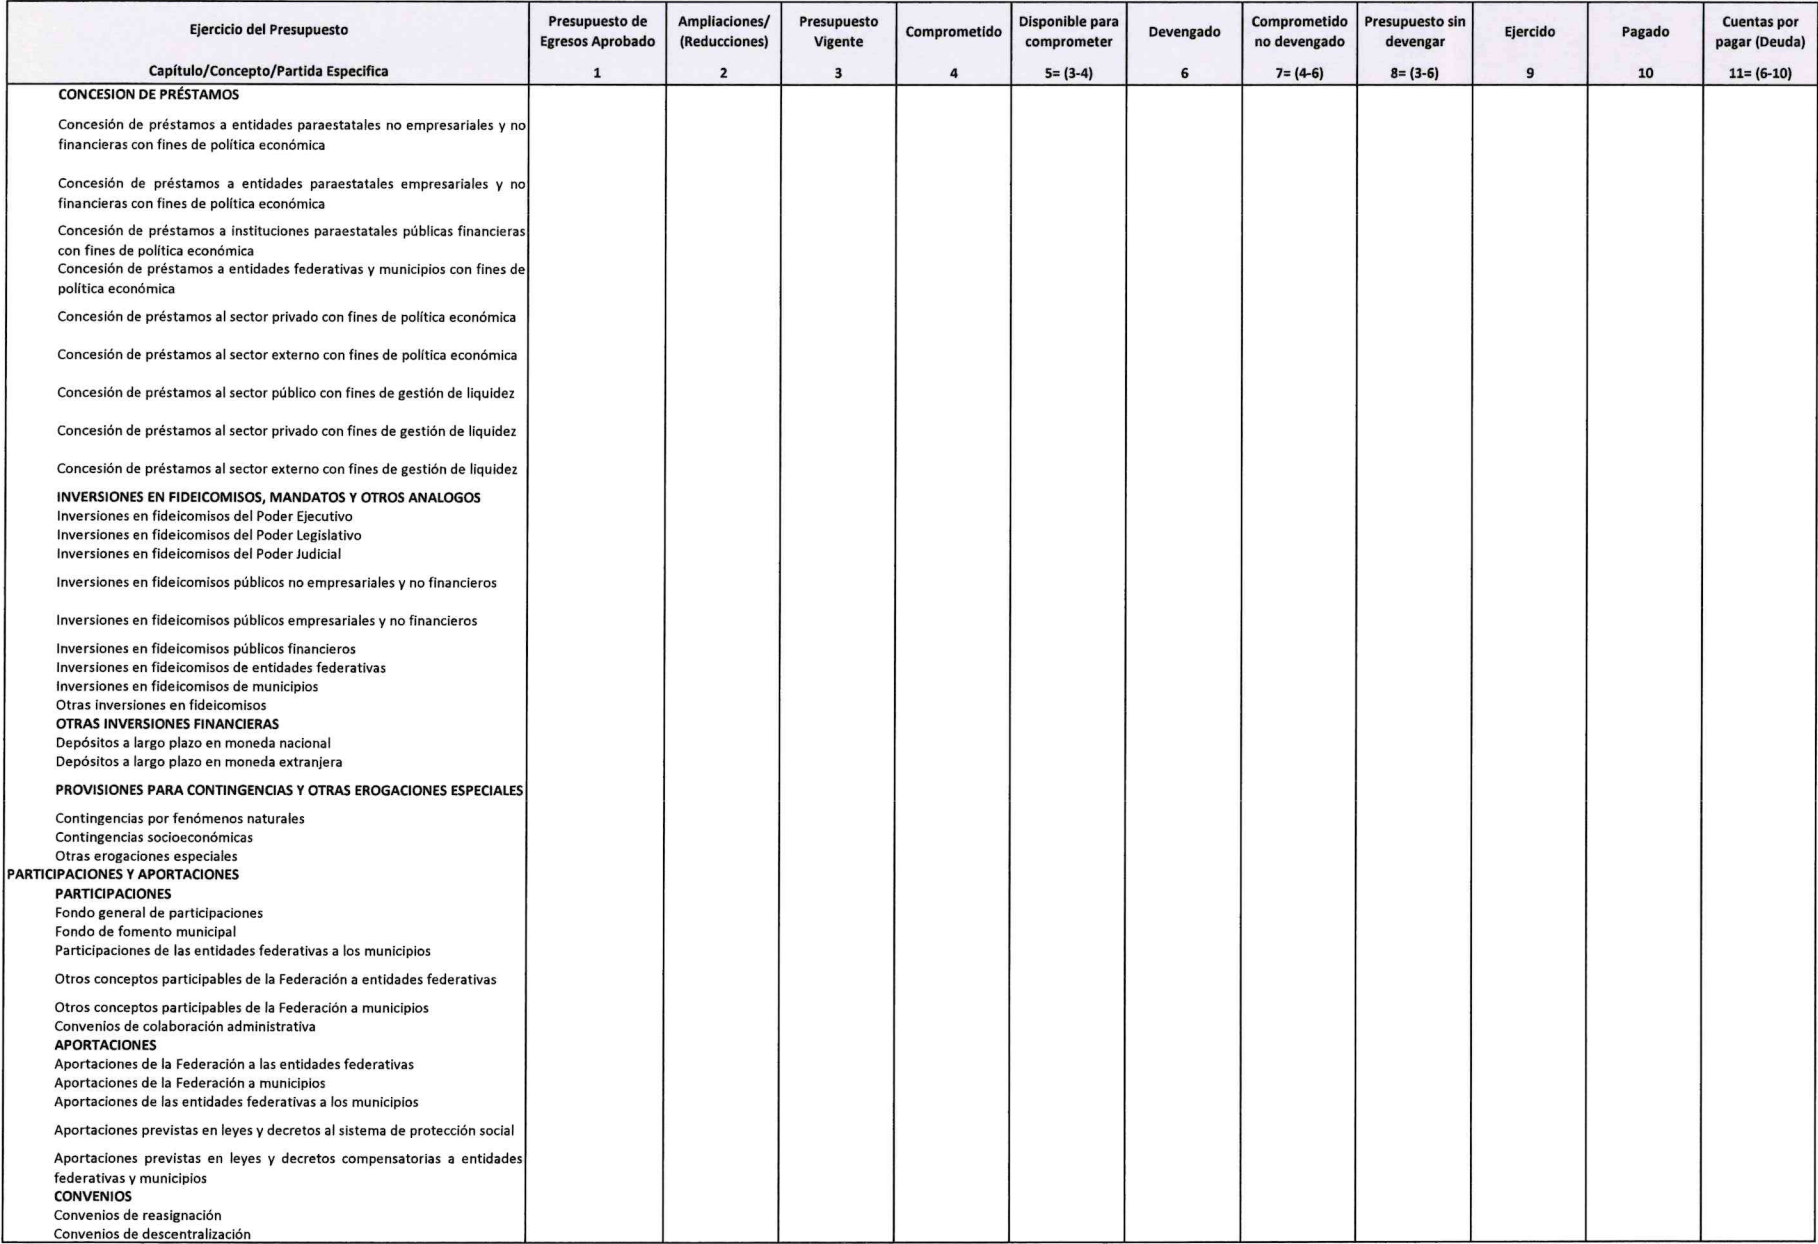 Ejercicio del Presupuesto
Presupuesto de Egresos Aprobado
Ampliaciones/ (Reducciones)
Presupuesto Vigente
Comprometido
Disponible para comprometer
Devengado
Comprometido no devengado
Presupuesto sin devengar
Ejercido
Pagado
Cuentas por pagar (Deuda)
Capítulo/Concepto/Partida Especifica
1
2
3
4
5= (3-4)
6
7= (4-6)
8= (3-6)
9
10
11= (6-10)
CONCESION DE PRÉSTAMOS
Concesión de préstamos a entidades paraestatales no empresariales y no
financieras con fines de política económica
Concesión de préstamos a entidades paraestatales empresariales y no
financieras con fines de política económica
Concesión de préstamos a instituciones paraestatales públicas financieras
con fines de política económica
Concesión de préstamos a entidades federativas y municipios con fines de
política económica
Concesión de préstamos al sector privado con fines de política económica
Concesión de préstamos al sector externo con fines de política económica
Concesión de préstamos al sector público con fines de gestión de liquidez
Concesión de préstamos al sector privado con fines de gestión de liquidez
Concesión de préstamos al sector externo con fines de gestión de liquidez
INVERSIONES EN FIDEICOMISOS, MANDATOS Y OTROS ANALOGOS
Inversiones en fideicomisos del Poder Ejecutivo
Inversiones en fideicomisos del Poder Legislativo
Inversiones en fideicomisos del Poder Judicial
Inversiones en fideicomisos públicos no empresariales y no financieros
Inversiones en fideicomisos públicos empresariales y no financieros
Inversiones en fideicomisos públicos financieros
Inversiones en fideicomisos de entidades federativas
Inversiones en fideicomisos de municipios
Otras inversiones en fideicomisos
OTRAS INVERSIONES FINANCIERAS
Depósitos a largo plazo en moneda nacional
Depósitos a largo plazo en moneda extranjera
PROVISIONES PARA CONTINGENCIAS Y OTRAS EROGACIONES ESPECIALES
Contingencias por fenómenos naturales
Contingencias socioeconómicas
Otras erogaciones especiales
PARTICIPACIONES Y APORTACIONES
PARTICIPACIONES
Fondo general de participaciones
Fondo de fomento municipal
Participaciones de las entidades federativas a los municipios
Otros conceptos participables de la Federación a entidades federativas
Otros conceptos participables de la Federación a municipios
Convenios de colaboración administrativa
APORTACIONES
Aportaciones de la Federación a las entidades federativas
Aportaciones de la Federación a municipios
Aportaciones de las entidades federativas a los municipios
Aportaciones previstas en leyes y decretos al sistema de protección social
Aportaciones previstas en leyes y decretos compensatorias a entidades
federativas y municipios
CONVENIOS
Convenios de reasignación
Convenios de descentralización